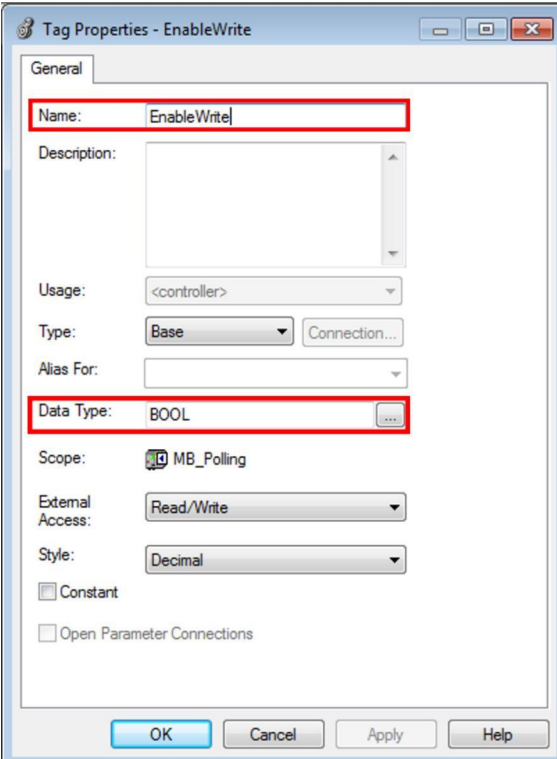 Tag Properties - EnableWrite
General
Name: EnableWrite
Description:
Usage: <controller>
Type: Base Connection...
Alias For:
Data Type: BOOL ...
Scope: MB_Polling
External Access: Read/Write
Style: Decimal
Constant
Open Parameter Connections
OK Cancel Apply Help